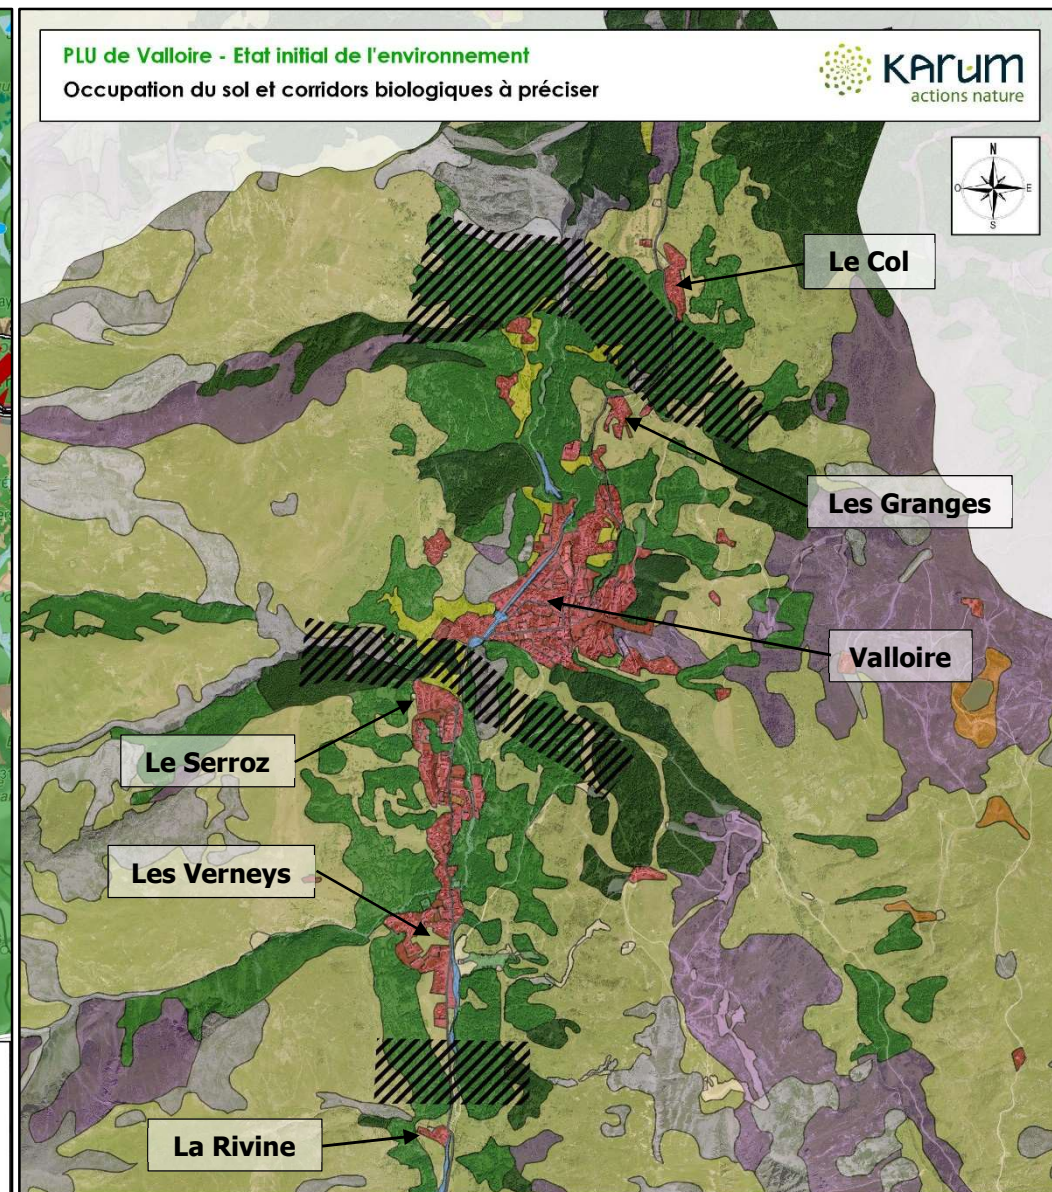 PLU de Valloire - Etat initial de l'environnement
Occupation du sol et corridors biologiques à préciser
KARUM
actions nature
N
O
E
S
Le Col
Les Granges
Valloire
Le Serroz
Les Verneys
La Rivine